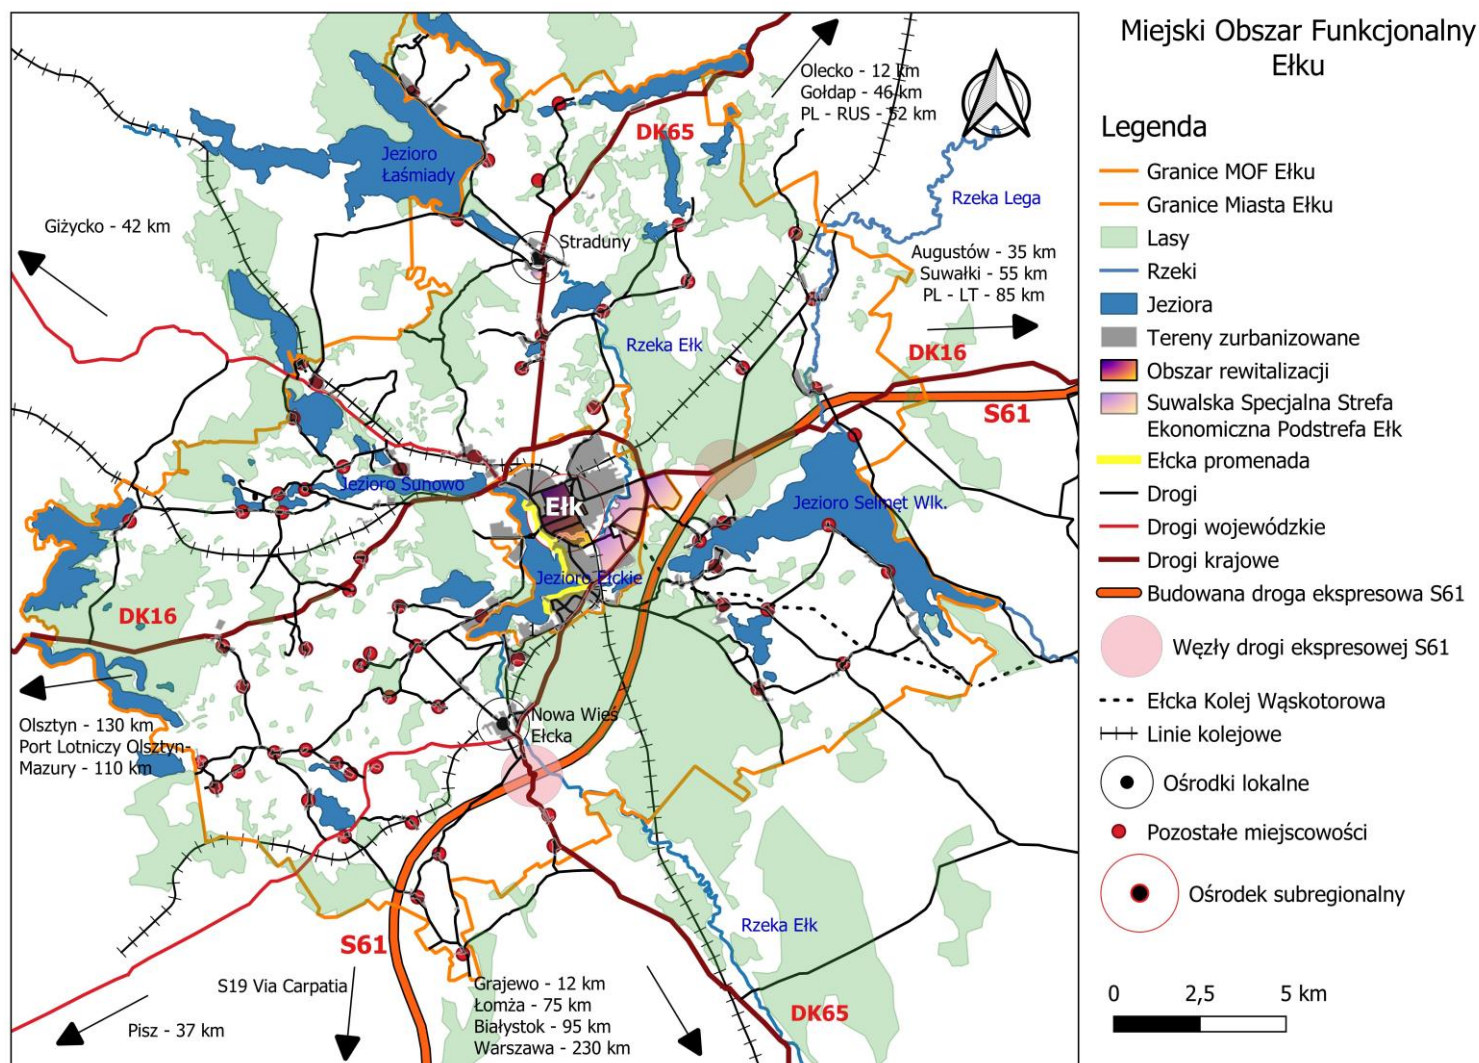 Miejski Obszar Funkcjonalny
Ełku
Legenda
Granice MOF Ełku
Granice Miasta Ełku
Lasy
Rzeki
Jeziora
Tereny zurbanizowane
Obszar rewitalizacji
Suwalska Specjalna Strefa
Ekonomiczna Podstrefa Ełk
Ełcka promenada
Drogi
Drogi wojewódzkie
Drogi krajowe
Budowana droga ekspresowa S61
Węzły drogi ekspresowej S61
Ełcka Kolej Wąskotorowa
Linie kolejowe
Ośrodki lokalne
Pozostałe miejscowości
Ośrodek subregionalny
0 2,5 5 km
Olecko - 12 km
Gołdap - 46 km
PL - RUS - 52 km
DK65
Jezioro
Łaśmiady
Rzeka Lega
Giżycko - 42 km
Straduny
Augustów - 35 km
Suwałki - 55 km
PL - LT - 85 km
Rzeka Ełk
DK16
S61
Jezioro Sunowo
Ełk
Jezioro Selmęt Wlk.
Jezioro Ełckie
DK16
Olsztyn - 130 km
Port Lotniczy Olsztyn-
Mazury - 110 km
Nowa Wieś
Ełcka
S61
Rzeka Ełk
S19 Via Carpatia
Pisz - 37 km
Grajewo - 12 km
Łomża - 75 km
Białystok - 95 km
Warszawa - 230 km
DK65